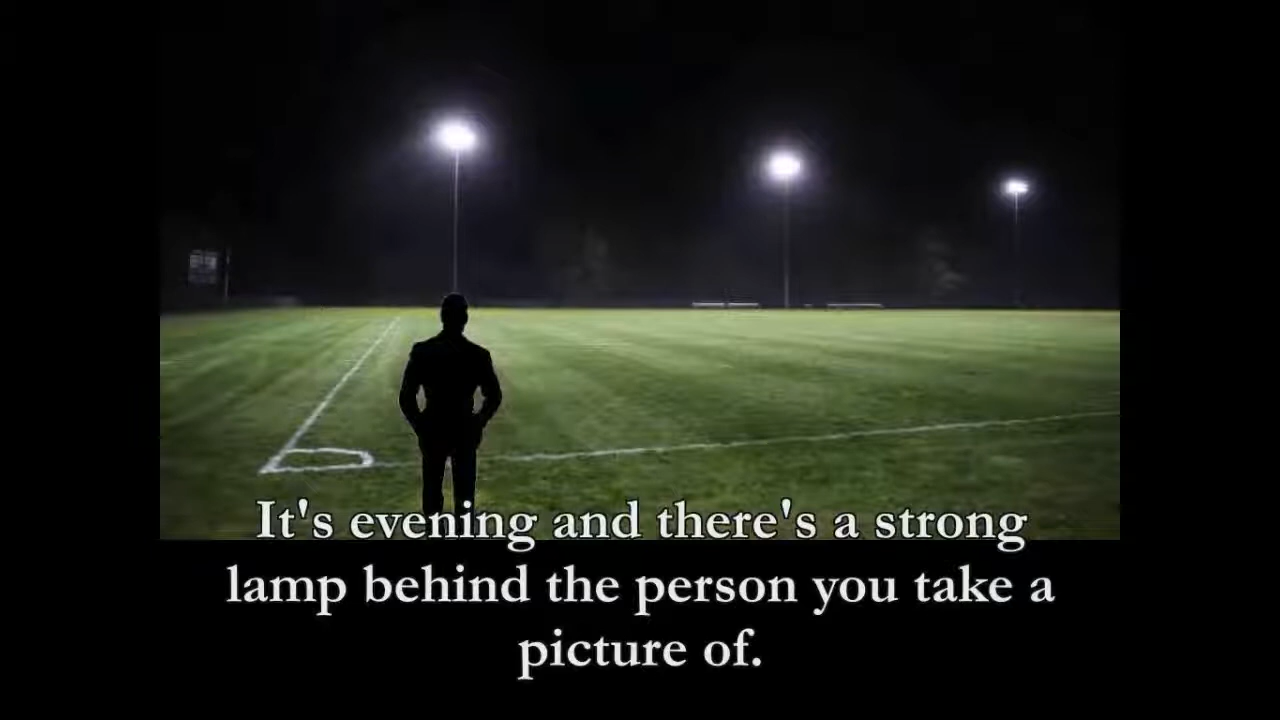 It's evening and there's a strong
lamp behind the person you take a
picture of.